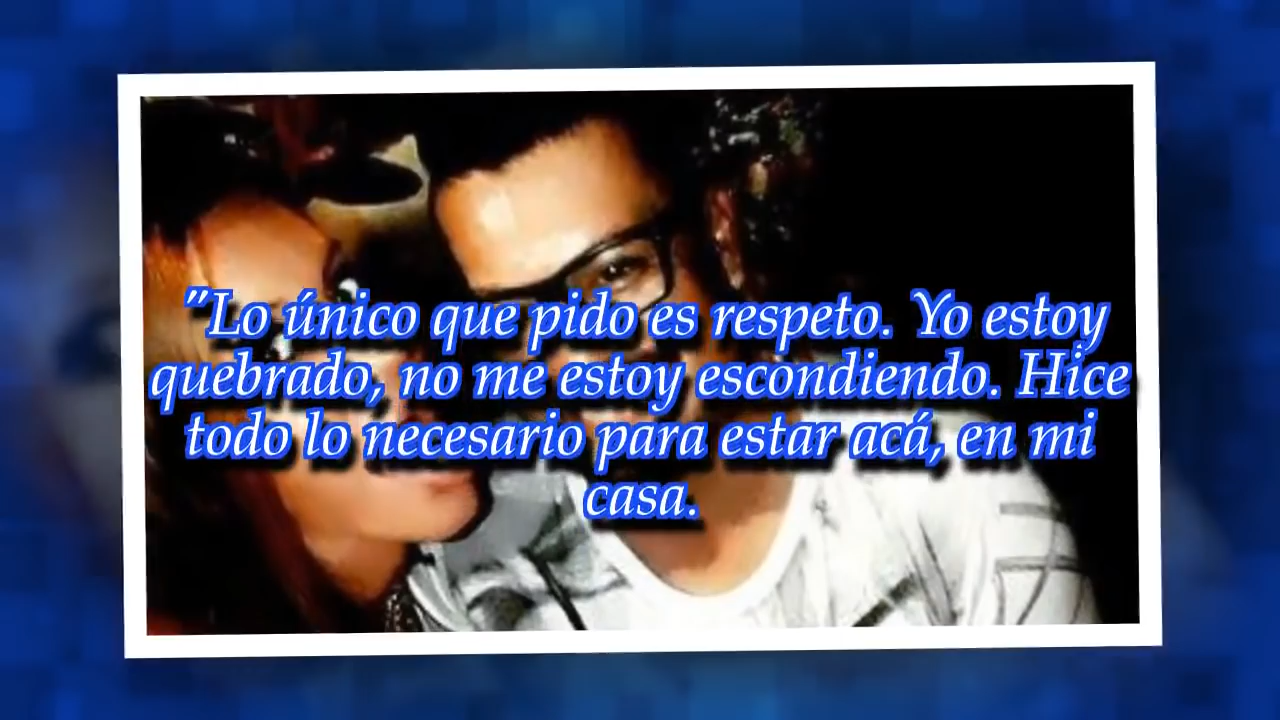 "Lo único que pido es respeto. Yo estoy
quebrado, no me estoy escondiendo. Hice
todo lo necesario para estar acá, en mi
casa.